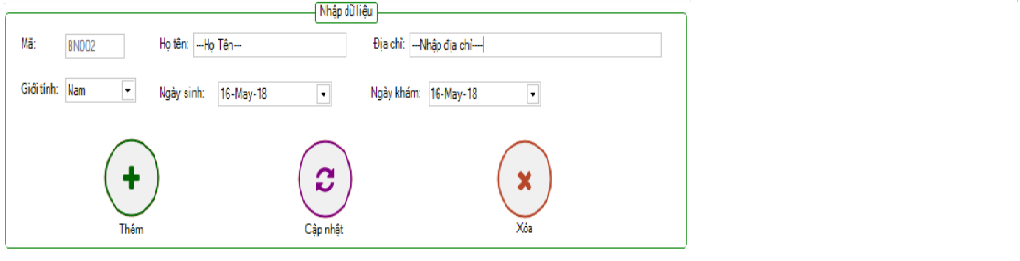 Nhập dữ liệu
Mã: BN002 Họ tên: ---Họ Tên--- Địa chỉ: ---Nhập địa chỉ---
Giới tính: Nam Ngày sinh: 16-May-18 Ngày khám: 16-May-18
Thêm Cập nhật Xóa